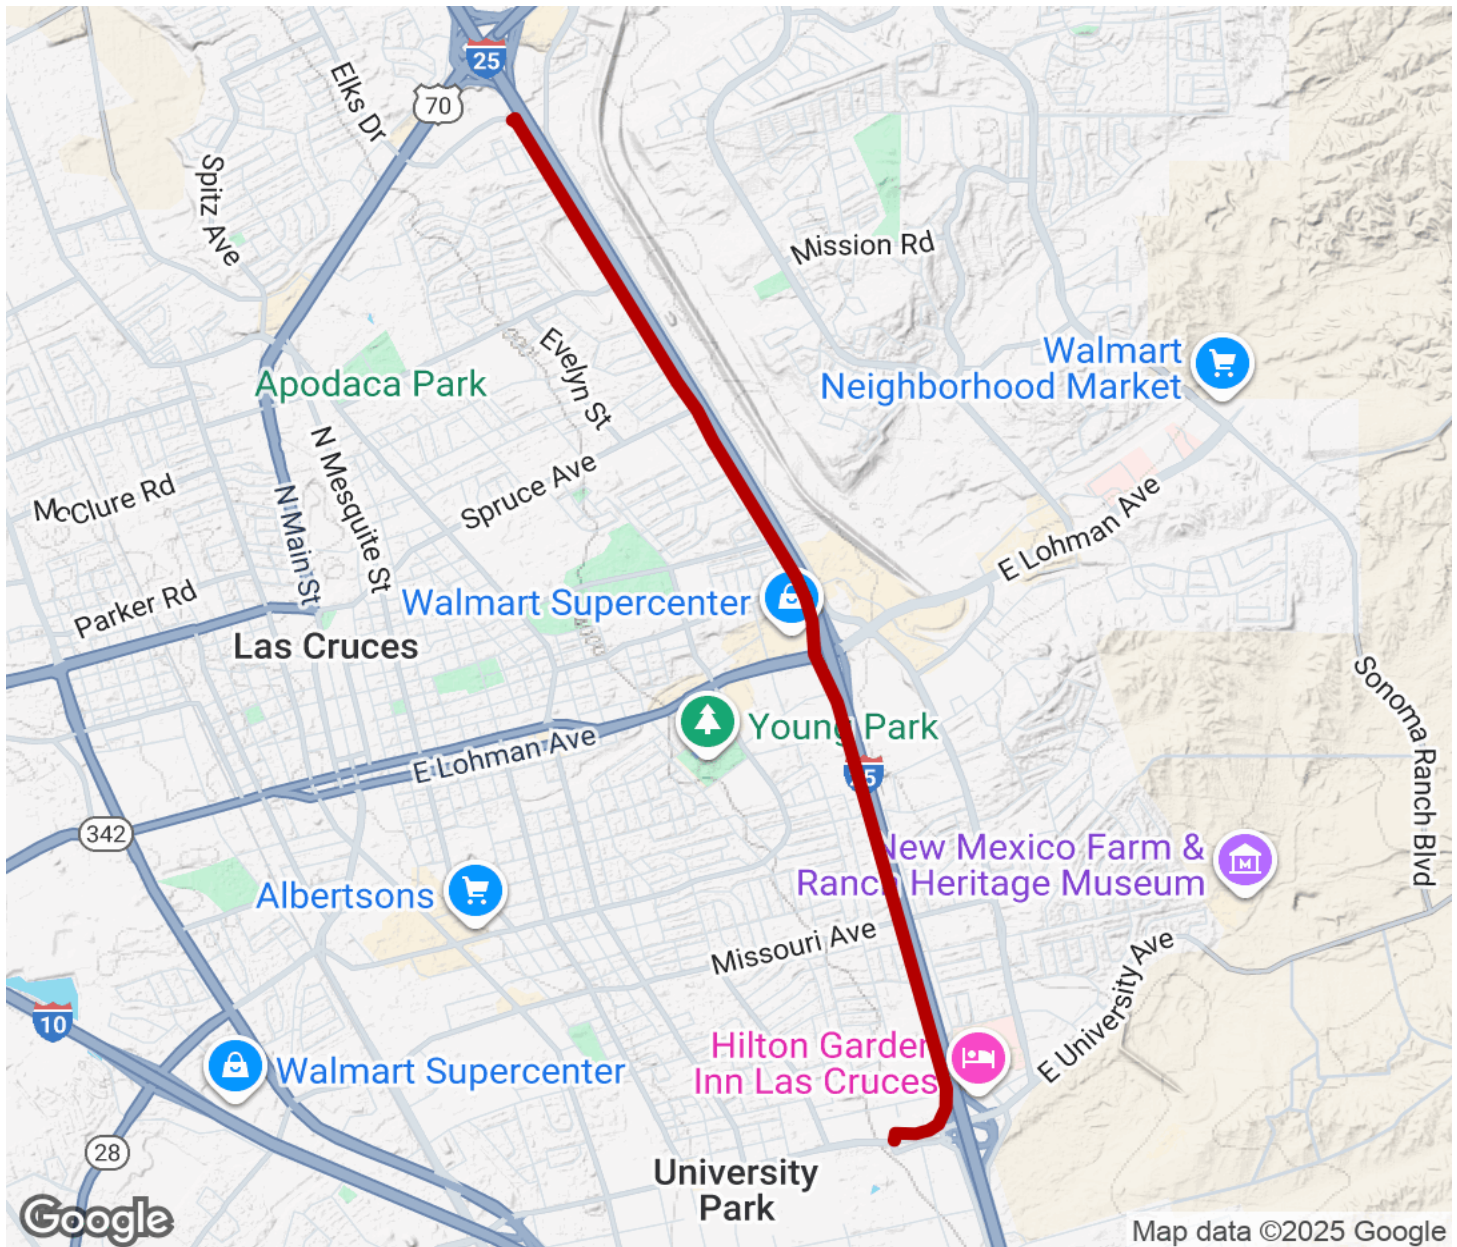 25
70
Elks Dr
Spitz Ave
Mission Rd
Evelyn St
Walmart
Neighborhood Market
Apodaca Park
N Mesquite St
Spruce Ave
McClure Rd
N Main St
E Lohman Ave
Parker Rd
Walmart Supercenter
Las Cruces
Sonoma Ranch Blvd
Young Park
E Lohman Ave
342
New Mexico Farm &
Ranch Heritage Museum
Albertsons
Missouri Ave
E University Ave
10
Hilton Garden
Inn Las Cruces
Walmart Supercenter
28
University
Park
Google
Map data ©2025 Google